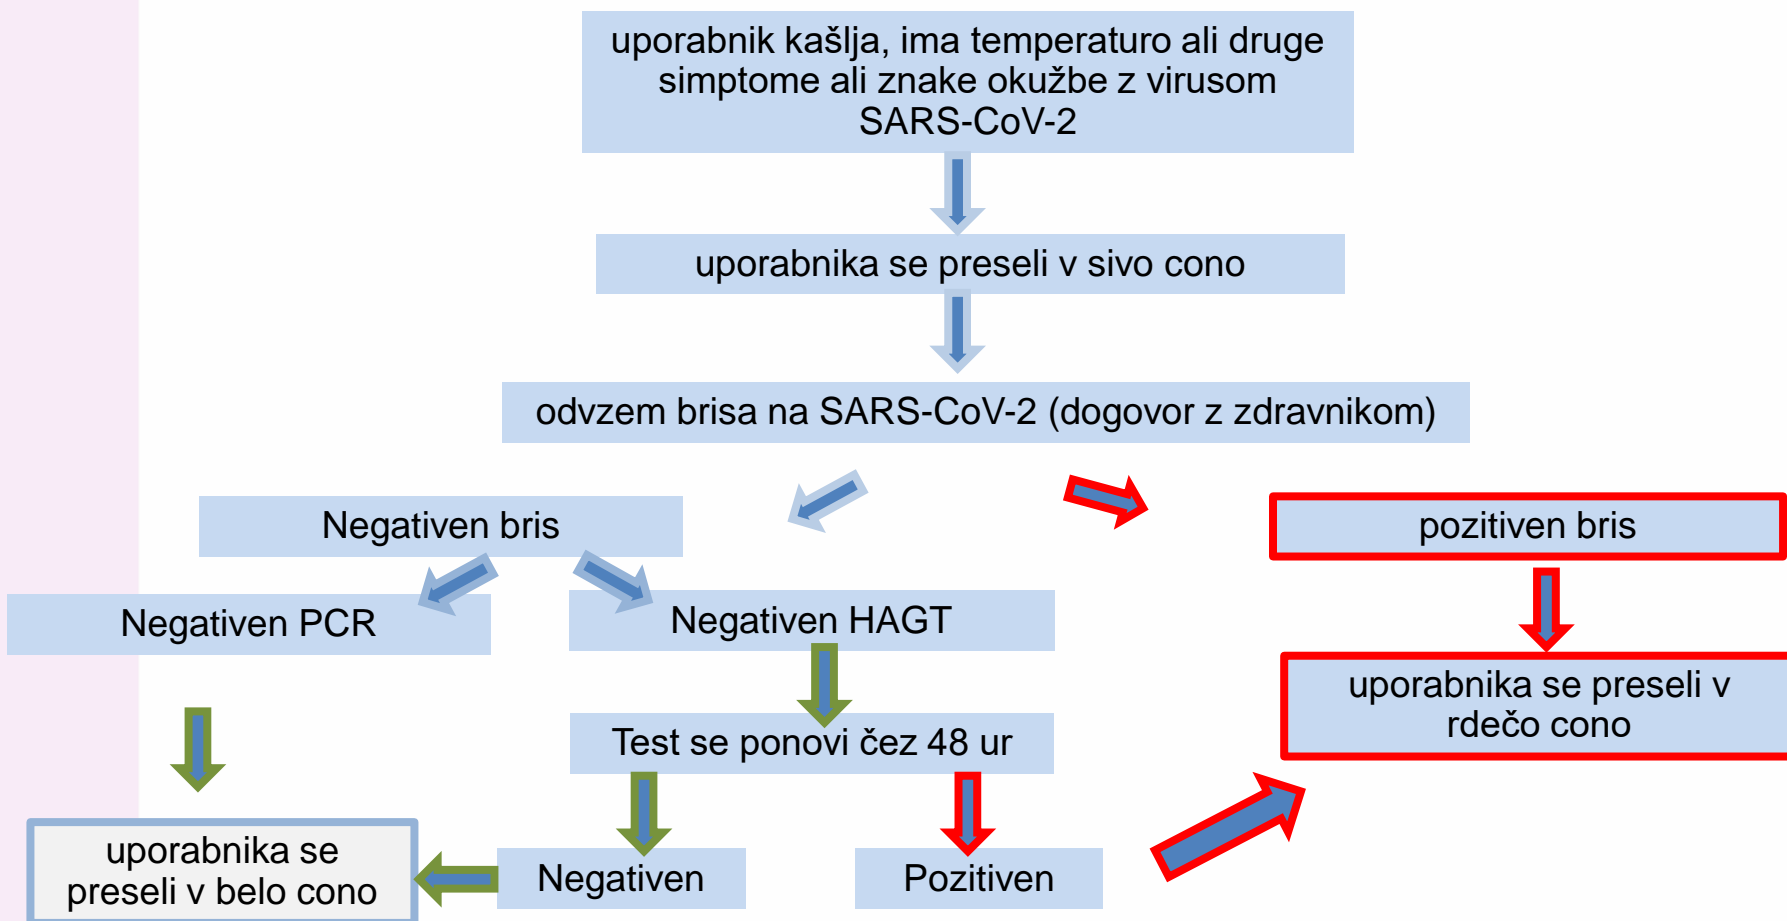 uporabnik kašlja, ima temperaturo ali druge
simptome ali znake okužbe z virusom
SARS-CoV-2
uporabnika se preseli v sivo cono
odvzem brisa na SARS-CoV-2 (dogovor z zdravnikom)
Negativen bris
pozitiven bris
Negativen PCR
Negativen HAGT
uporabnika se preseli v
rdečo cono
Test se ponovi čez 48 ur
uporabnika se
preseli v belo cono
Negativen
Pozitiven